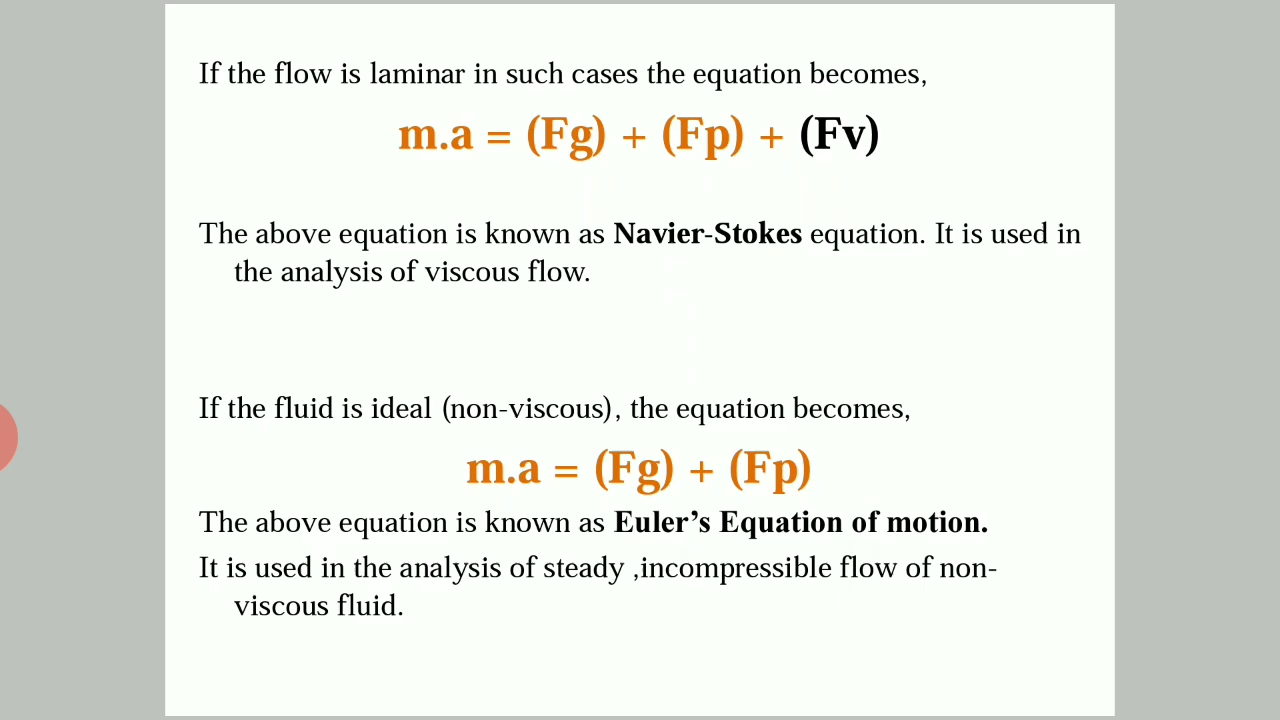 If the flow is laminar in such cases the equation becomes,
m.a = (Fg) + (Fp) + (Fv)
The above equation is known as Navier-Stokes equation. It is used in
the analysis of viscous flow.
If the fluid is ideal (non-viscous), the equation becomes,
m.a = (Fg) + (Fp)
The above equation is known as Euler’s Equation of motion.
It is used in the analysis of steady ,incompressible flow of non-
viscous fluid.